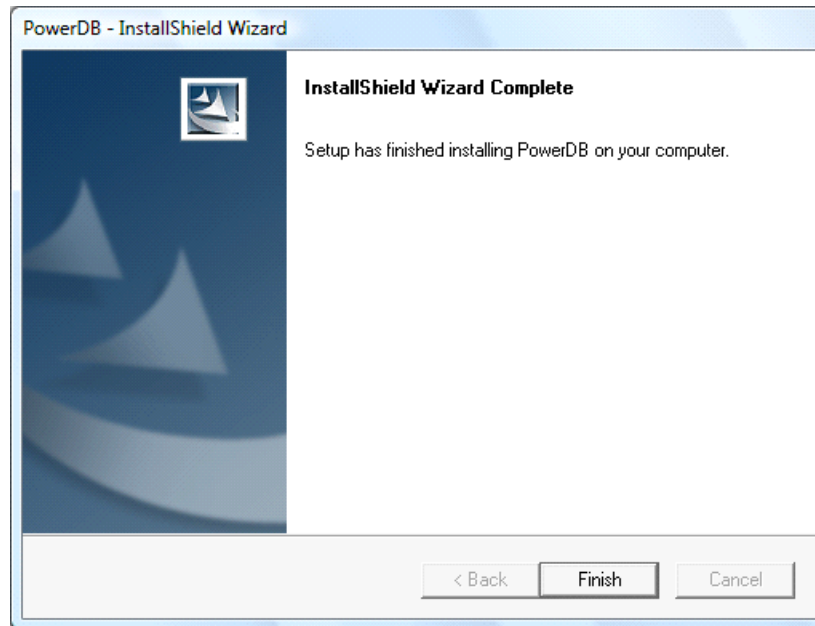 PowerDB - InstallShield Wizard
InstallShield Wizard Complete
Setup has finished installing PowerDB on your computer.
< Back
Finish
Cancel